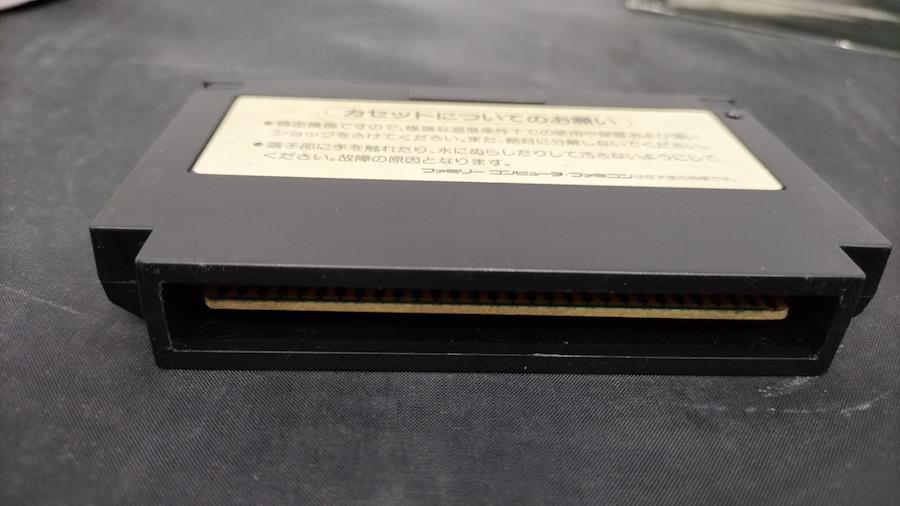 カセットについてのお願い
●精密機器ですので、極端な温度条件下での使用や保管および強い
ショックをさけてください。また、絶対に分解しないでください。
●端子部に手を触れたり、水にぬらしたりして汚さないようにして
ください。故障の原因となります。
ファミリー コンピュータ・ファミコンは任天堂の商標です。